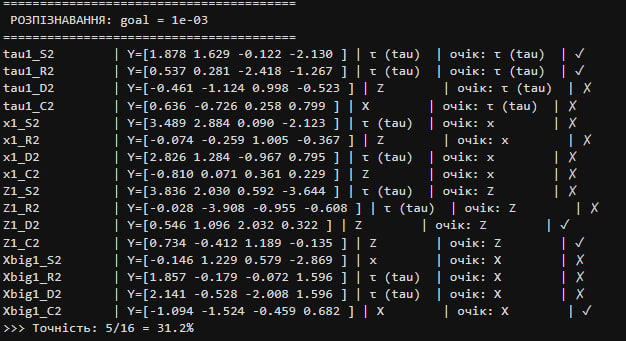 ========================================
РОЗПІЗНАВАННЯ: goal = 1e-03
========================================
tau1_S2 | Y=[1.878 1.629 -0.122 -2.130 ] | τ (tau) | очік: τ (tau) | ✓
tau1_R2 | Y=[0.537 0.281 -2.418 -1.267 ] | τ (tau) | очік: τ (tau) | ✓
tau1_D2 | Y=[-0.461 -1.124 0.998 -0.523 ] | Z | очік: τ (tau) | ✗
tau1_C2 | Y=[0.636 -0.726 0.258 0.799 ] | X | очік: τ (tau) | ✗
x1_S2 | Y=[3.489 2.884 0.090 -2.123 ] | τ (tau) | очік: x | ✗
x1_R2 | Y=[-0.074 -0.259 1.005 -0.367 ] | Z | очік: x | ✗
x1_D2 | Y=[2.826 1.284 -0.967 0.795 ] | τ (tau) | очік: x | ✗
x1_C2 | Y=[-0.810 0.071 0.361 0.229 ] | Z | очік: x | ✗
Z1_S2 | Y=[3.836 2.030 0.592 -3.644 ] | τ (tau) | очік: Z | ✗
Z1_R2 | Y=[-0.028 -3.908 -0.955 -0.608 ] | τ (tau) | очік: Z | ✗
Z1_D2 | Y=[0.546 1.096 2.032 0.322 ] | Z | очік: Z | ✓
Z1_C2 | Y=[0.734 -0.412 1.189 -0.135 ] | Z | очік: Z | ✓
Xbig1_S2 | Y=[-0.146 1.229 0.579 -2.869 ] | x | очік: X | ✗
Xbig1_R2 | Y=[1.857 -0.179 -0.072 1.596 ] | τ (tau) | очік: X | ✗
Xbig1_D2 | Y=[2.141 -0.528 -2.008 1.596 ] | τ (tau) | очік: X | ✗
Xbig1_C2 | Y=[-1.094 -1.524 -0.459 0.682 ] | X | очік: X | ✓
>>> Точність: 5/16 = 31.2%